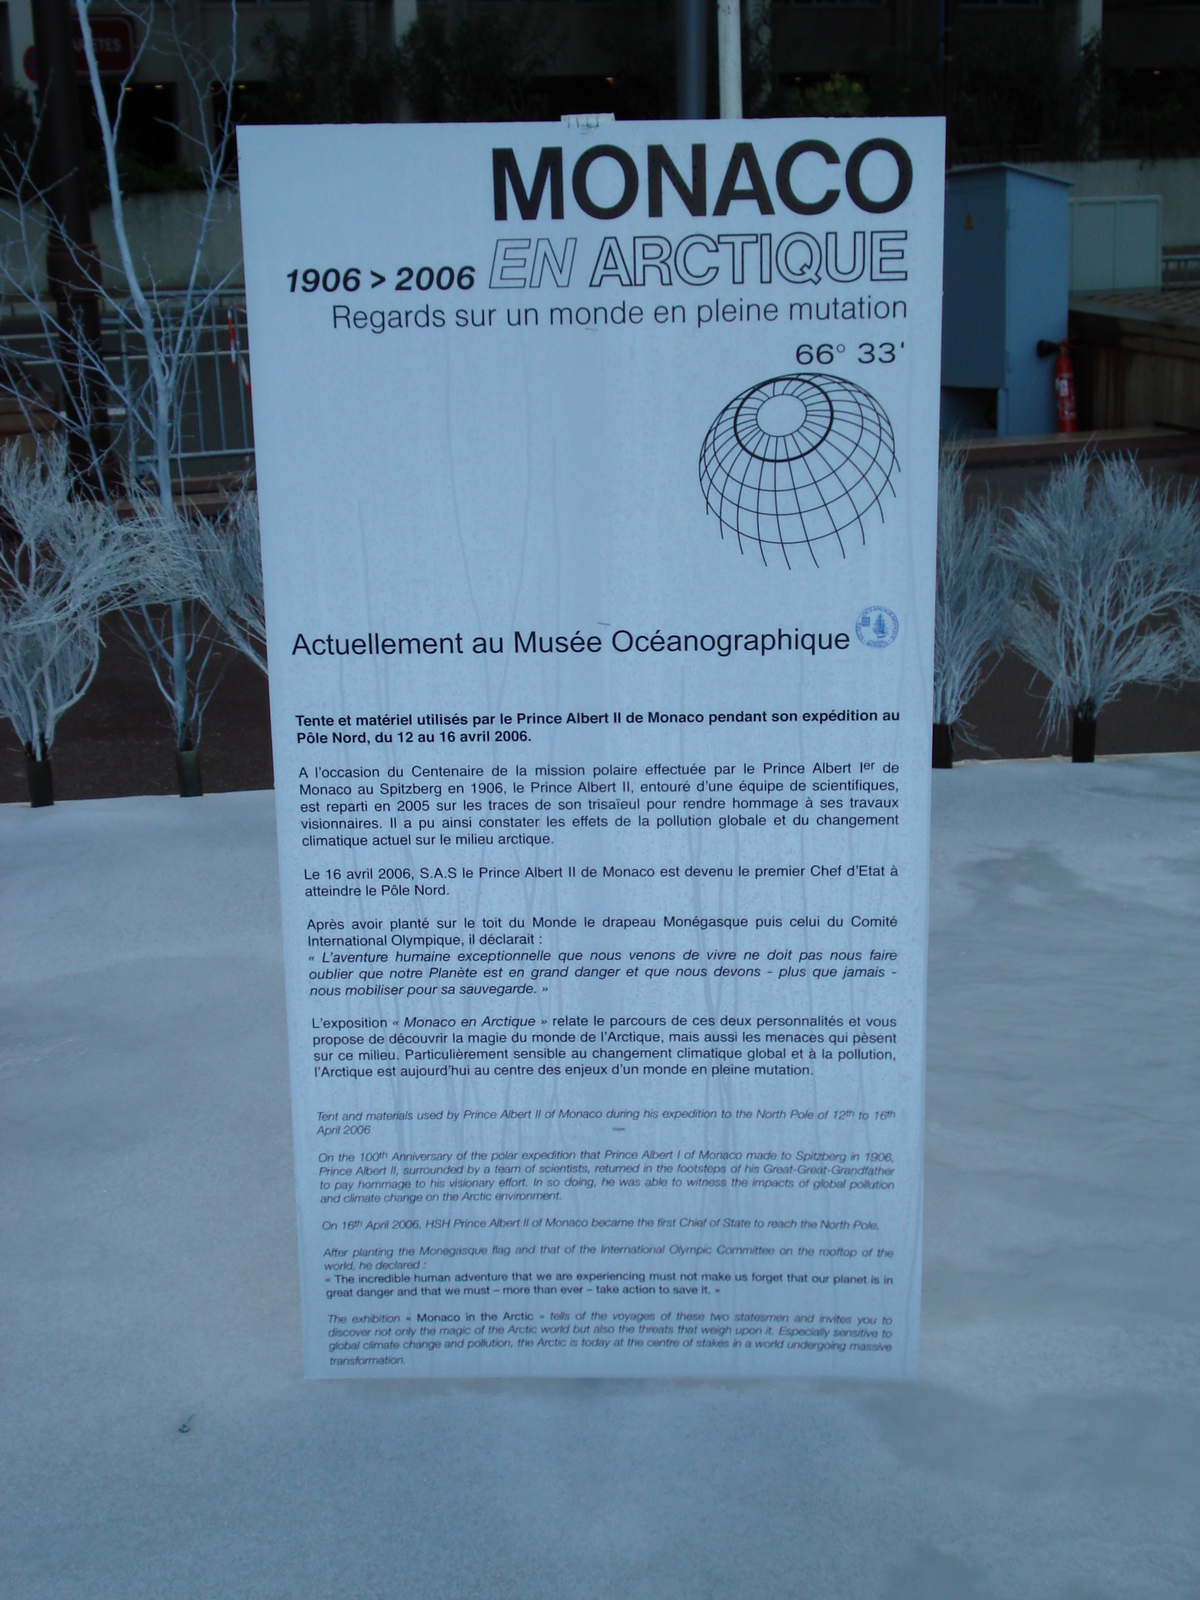 MONACO
1906 > 2006 EN ARCTIQUE
Regards sur un monde en pleine mutation
66° 33'
Actuellement au Musée Océanographique
Tente et matériel utilisés par le Prince Albert II de Monaco pendant son expédition au
Pôle Nord, du 12 au 16 avril 2006.
A l'occasion du Centenaire de la mission polaire effectuée par le Prince Albert Ier de
Monaco au Spitzberg en 1906, le Prince Albert II, entouré d'une équipe de scientifiques,
est reparti en 2005 sur les traces de son trisaïeul pour rendre hommage à ses travaux
visionnaires. Il a pu ainsi constater les effets de la pollution globale et du changement
climatique actuel sur le milieu arctique.
Le 16 avril 2006, S.A.S le Prince Albert II de Monaco est devenu le premier Chef d'Etat à
atteindre le Pôle Nord.
Après avoir planté sur le toit du Monde le drapeau Monégasque puis celui du Comité
International Olympique, il déclarait :
« L'aventure humaine exceptionnelle que nous venons de vivre ne doit pas nous faire
oublier que notre Planète est en grand danger et que nous devons - plus que jamais -
nous mobiliser pour sa sauvegarde. »
L'exposition « Monaco en Arctique » relate le parcours de ces deux personnalités et vous
propose de découvrir la magie du monde de l'Arctique, mais aussi les menaces qui pèsent
sur ce milieu. Particulièrement sensible au changement climatique global et à la pollution,
l'Arctique est aujourd'hui au centre des enjeux d'un monde en pleine mutation.
Tent and materials used by Prince Albert II of Monaco during his expedition to the North Pole of 12th to 16th
April 2006
On the 100th Anniversary of the polar expedition that Prince Albert I of Monaco made to Spitzberg in 1906,
Prince Albert II, surrounded by a team of scientists, returned in the footsteps of his Great-Great-Grandfather
to pay hommage to his visionary effort. In so doing, he was able to witness the impacts of global pollution
and climate change on the Arctic environment.
On 16th April 2006, HSH Prince Albert II of Monaco became the first Chief of State to reach the North Pole.
After planting the Monegasque flag and that of the International Olympic Committee on the rooftop of the
world, he declared :
« The incredible human adventure that we are experiencing must not make us forget that our planet is in
great danger and that we must – more than ever – take action to save it. »
The exhibition « Monaco in the Arctic » tells of the voyages of these two statesmen and invites you to
discover not only the magic of the Arctic world but also the threats that weigh upon it. Especially sensitive to
global climate change and pollution, the Arctic is today at the centre of stakes in a world undergoing massive
transformation.